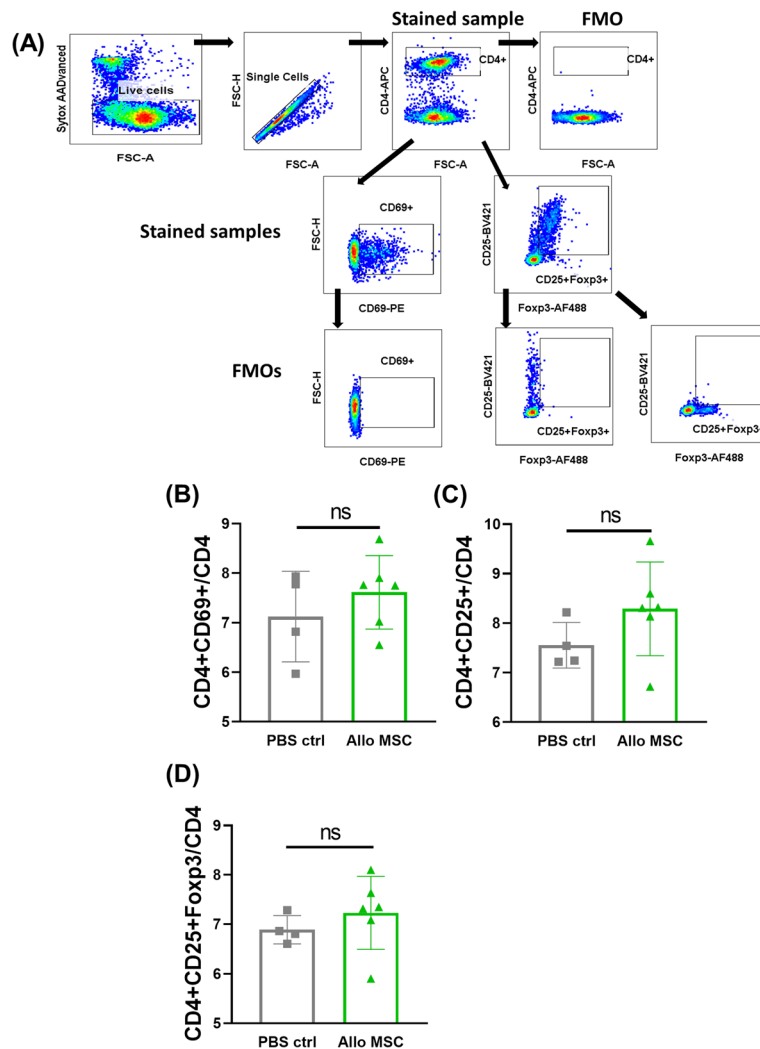 (A)
Stained sample
FMO
Sytox AADvanced
Live cells
FSC-A
FSC-H
Single Cells
FSC-A
CD4-APC
CD4+
FSC-A
CD4-APC
CD4+
FSC-A
Stained samples
FSC-H
CD69+
CD69-PE
CD25-BV421
CD25+Foxp3+
Foxp3-AF488
FMOs
FSC-H
CD69+
CD69-PE
CD25-BV421
CD25+Foxp3+
Foxp3-AF488
CD25-BV421
CD25+Foxp3+
Foxp3-AF488
(B)
CD4+CD69+/CD4
9
8
7
6
5
ns
PBS ctrl
Allo MSC
(C)
CD4+CD25+/CD4
10
9
8
7
6
ns
PBS ctrl
Allo MSC
(D)
CD4+CD25+Foxp3/CD4
9
8
7
6
5
ns
PBS ctrl
Allo MSC